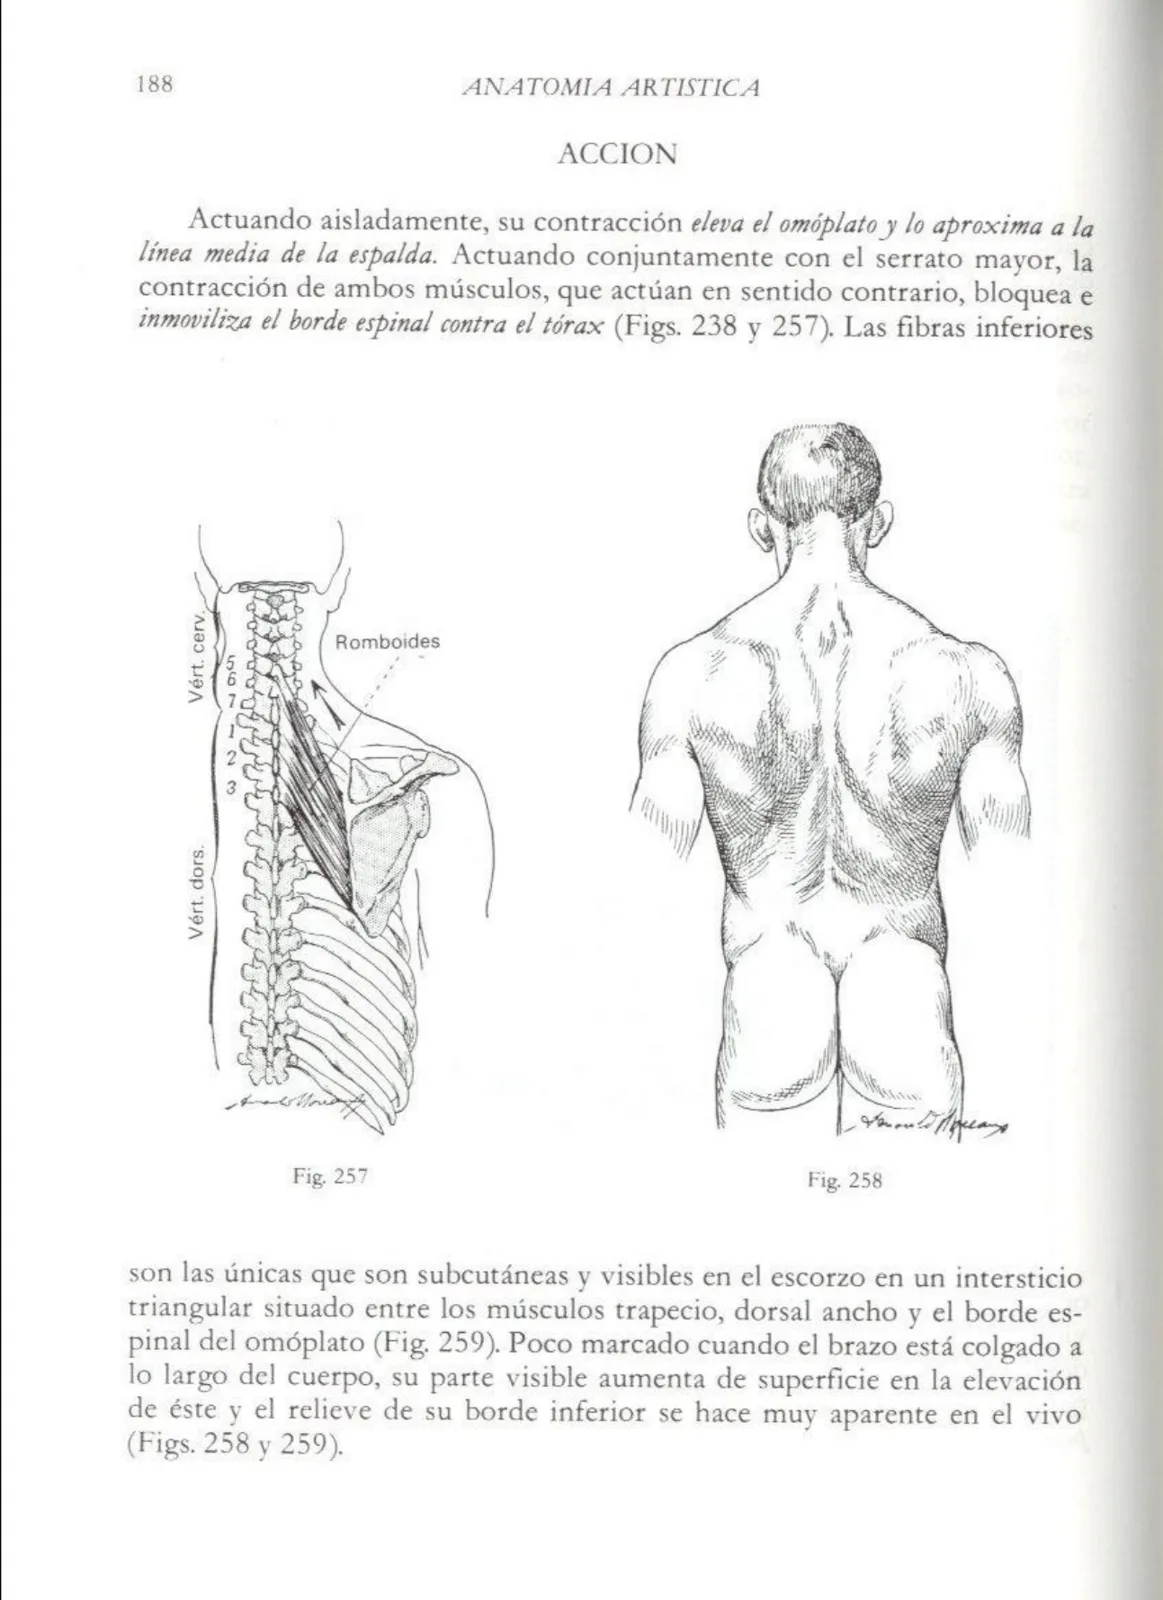 188
ANATOMIA ARTISTICA
ACCION
Actuando aisladamente, su contracción eleva el omóplato y lo aproxima a la
línea media de la espalda. Actuando conjuntamente con el serrato mayor, la
contracción de ambos músculos, que actúan en sentido contrario, bloquea e
inmoviliza el borde espinal contra el tórax (Figs. 238 y 257). Las fibras inferiores
Vért. cerv.
Romboides
5
6
7
1
2
3
Vért. dors.
Fig. 257
Fig. 258
son las únicas que son subcutáneas y visibles en el escorzo en un intersticio
triangular situado entre los músculos trapecio, dorsal ancho y el borde es-
pinal del omóplato (Fig. 259). Poco marcado cuando el brazo está colgado a
lo largo del cuerpo, su parte visible aumenta de superficie en la elevación
de éste y el relieve de su borde inferior se hace muy aparente en el vivo
(Figs. 258 y 259).